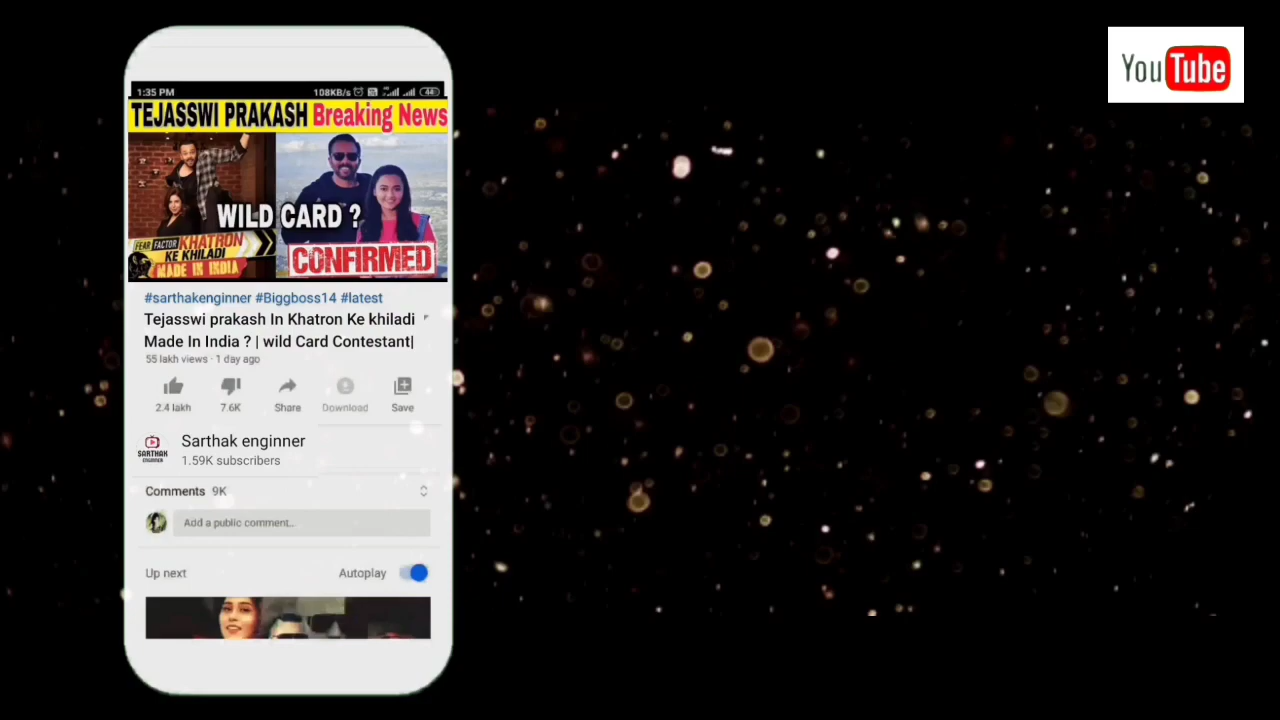 YouTube
1:35 PM 108KB/s 44
TEJASSWI PRAKASH Breaking News
WILD CARD ?
FEAR FACTOR KHATRON
KE KHILADI
MADE IN INDIA
CONFIRMED
#sarthakenginner #Biggboss14 #latest
Tejasswi prakash In Khatron Ke khiladi
Made In India ? | wild Card Contestant|
55 lakh views · 1 day ago
2.4 lakh 7.6K Share Download Save
Sarthak enginner
SARTHAK
ENGINNER
1.59K subscribers
Comments 9K
Add a public comment...
Up next Autoplay